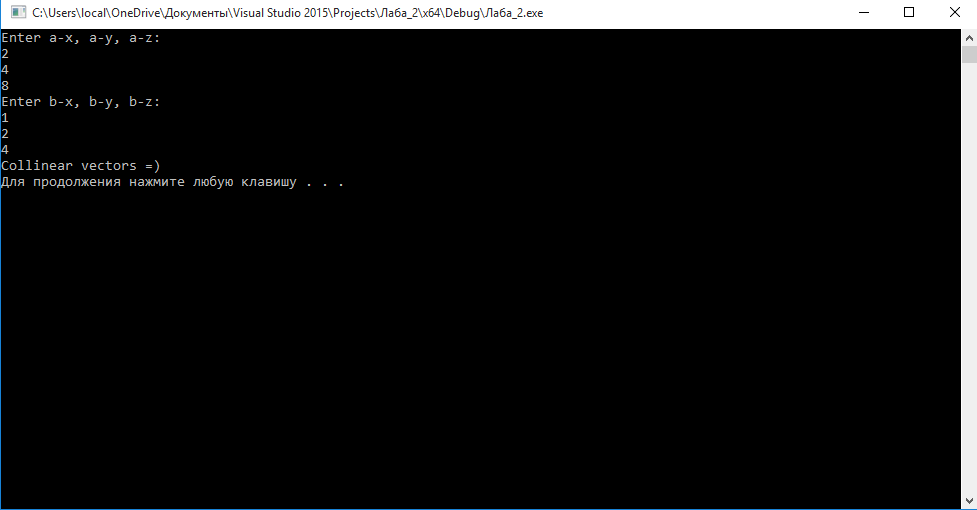 C:\Users\local\OneDrive\Документы\Visual Studio 2015\Projects\Лаба_2\x64\Debug\Лаба_2.exe
Enter a-x, a-y, a-z:
2
4
8
Enter b-x, b-y, b-z:
1
2
4
Collinear vectors =)
Для продолжения нажмите любую клавишу . . .